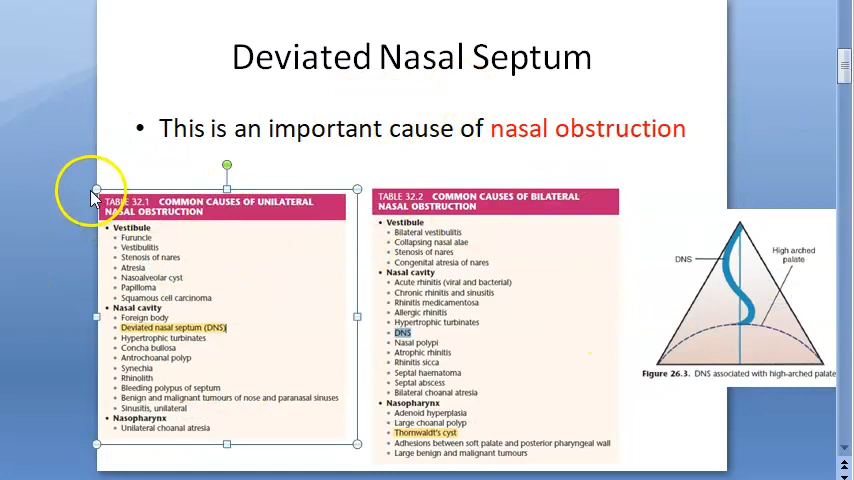 Deviated Nasal Septum
• This is an important cause of nasal obstruction
TABLE 32.1 COMMON CAUSES OF UNILATERAL
NASAL OBSTRUCTION
• Vestibule
• Furuncle
• Vestibulitis
• Stenosis of nares
• Atresia
• Nasoalveolar cyst
• Papilloma
• Squamous cell carcinoma
• Nasal cavity
• Foreign body
• Deviated nasal septum (DNS)
• Hypertrophic turbinates
• Concha bullosa
• Antrochoanal polyp
• Synechia
• Rhinolith
• Bleeding polypus of septum
• Benign and malignant tumours of nose and paranasal sinuses
• Sinusitis, unilateral
• Nasopharynx
• Unilateral choanal atresia
TABLE 32.2 COMMON CAUSES OF BILATERAL
NASAL OBSTRUCTION
• Vestibule
• Bilateral vestibulitis
• Collapsing nasal alae
• Stenosis of nares
• Congenital atresia of nares
• Nasal cavity
• Acute rhinitis (viral and bacterial)
• Chronic rhinitis and sinusitis
• Rhinitis medicamentosa
• Allergic rhinitis
• Hypertrophic turbinates
• DNS
• Nasal polypi
• Atrophic rhinitis
• Rhinitis sicca
• Septal haematoma
• Septal abscess
• Bilateral choanal atresia
• Nasopharynx
• Adenoid hyperplasia
• Large choanal polyp
• Thornwaldt's cyst
• Adhesions between soft palate and posterior pharyngeal wall
• Large benign and malignant tumours
DNS
High arched
palate
Figure 26.3. DNS associated with high-arched palate